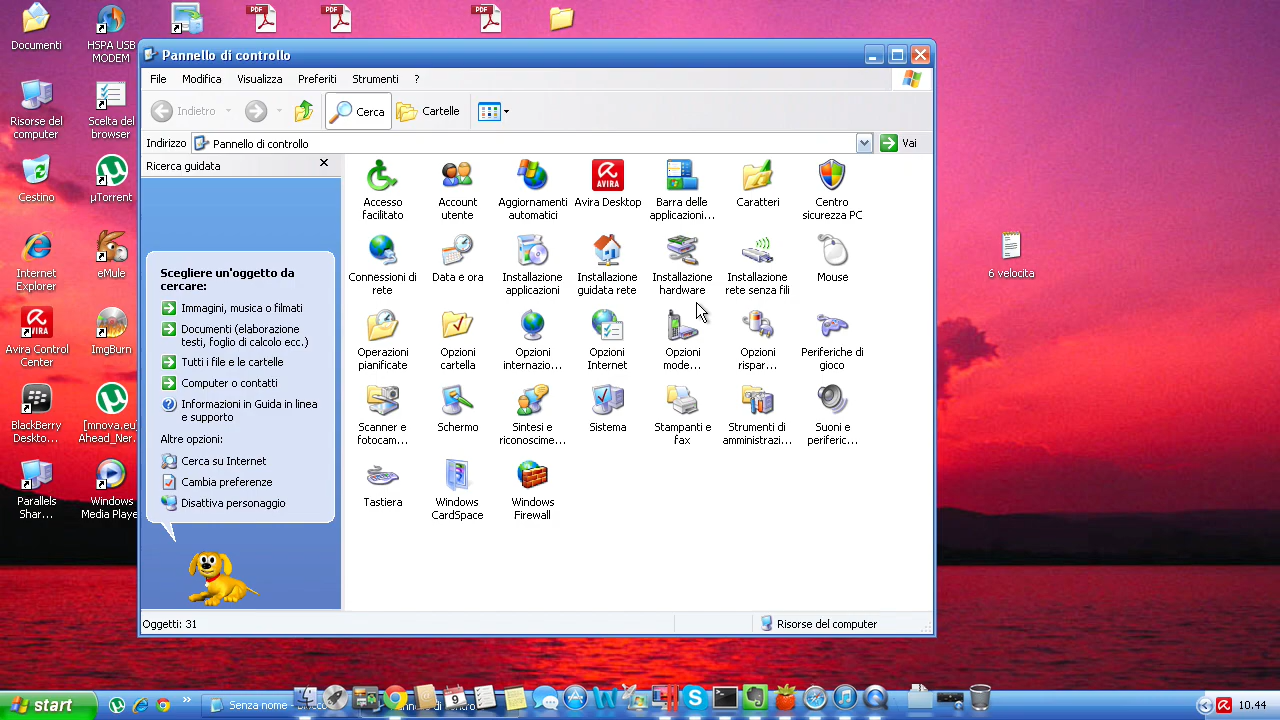 PDF
PDF
PDF
Documenti
HSPA USB
MODEM
Risorse del
computer
Scelta del
browser
Cestino
µTorrent
Internet
Explorer
eMule
AVIRA
Avira Control
Center
ImgBurn
BlackBerry
Deskto...
[mnova.eu]
Ahead_Ner...
Parallels
Shar...
Windows
Media Playe
6 velocita
Pannello di controllo
File
Modifica
Visualizza
Preferiti
Strumenti
?
Indietro
Cerca
Cartelle
Indirizzo
Pannello di controllo
Vai
Ricerca guidata
Scegliere un'oggetto da
cercare:
Immagini, musica o filmati
Documenti (elaborazione
testi, foglio di calcolo ecc.)
Tutti i file e le cartelle
Computer o contatti
Informazioni in Guida in linea
e supporto
Altre opzioni:
Cerca su Internet
Cambia preferenze
Disattiva personaggio
Accesso
facilitato
Account
utente
Aggiornamenti
automatici
AVIRA
Avira Desktop
Barra delle
applicazioni...
Caratteri
Centro
sicurezza PC
Connessioni di
rete
Data e ora
Installazione
applicazioni
Installazione
guidata rete
Installazione
hardware
Installazione
rete senza fili
Mouse
Operazioni
pianificate
Opzioni
cartella
Opzioni
internazio...
Opzioni
Internet
Opzioni
mode...
Opzioni
rispar...
Periferiche di
gioco
Scanner e
fotocam...
Schermo
Sintesi e
riconoscime...
Sistema
Stampanti e
fax
Strumenti di
amministrazi...
Suoni e
periferic...
Tastiera
Windows
CardSpace
Windows
Firewall
Oggetti: 31
Risorse del computer
start
Senza nome
10.44